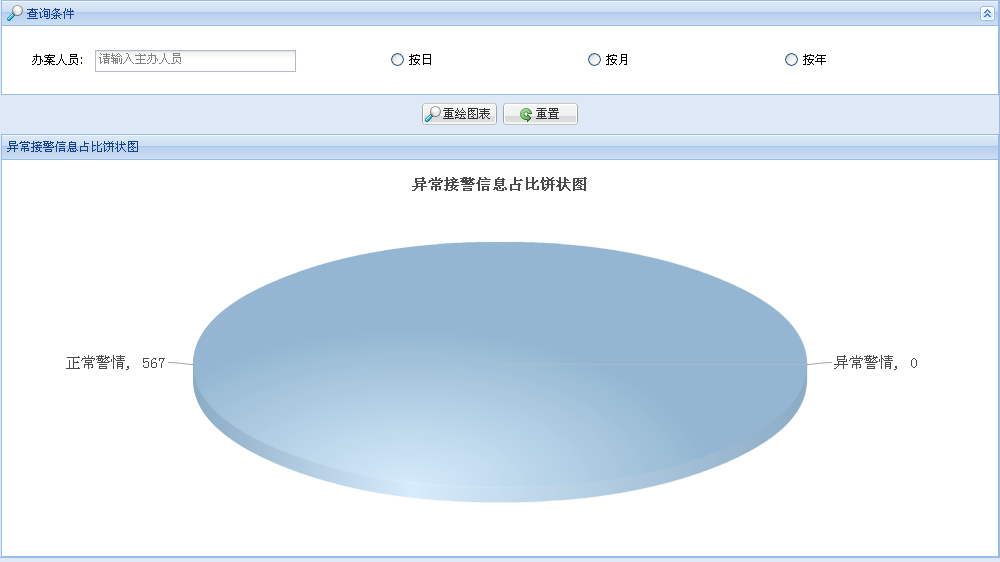 查询条件
办案人员: 请输入主办人员 按日 按月 按年
重绘图表 重置
异常接警信息占比饼状图
异常接警信息占比饼状图
正常警情, 567 异常警情, 0